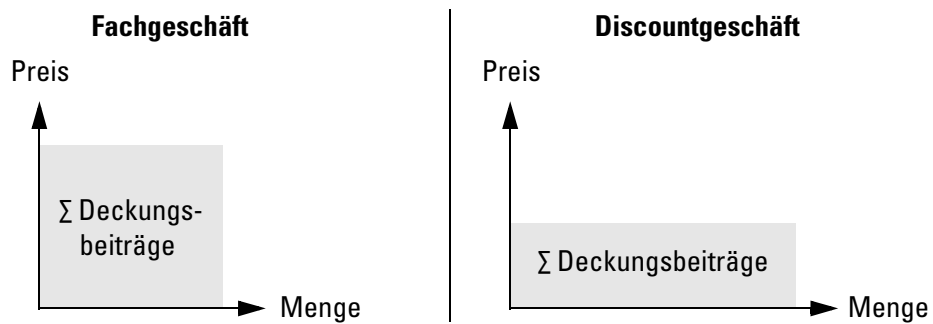 Fachgeschäft
Preis
∑ Deckungs-
beiträge
Menge
Discountgeschäft
Preis
∑ Deckungsbeiträge
Menge